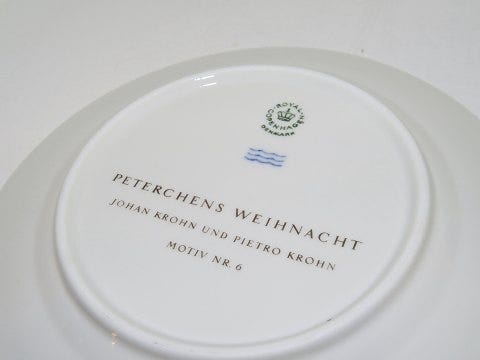 ROYAL
COPENHAGEN
DENMARK
PETERCHENS WEIHNACHT
JOHAN KROHN UND PIETRO KROHN
MOTIV NR. 6